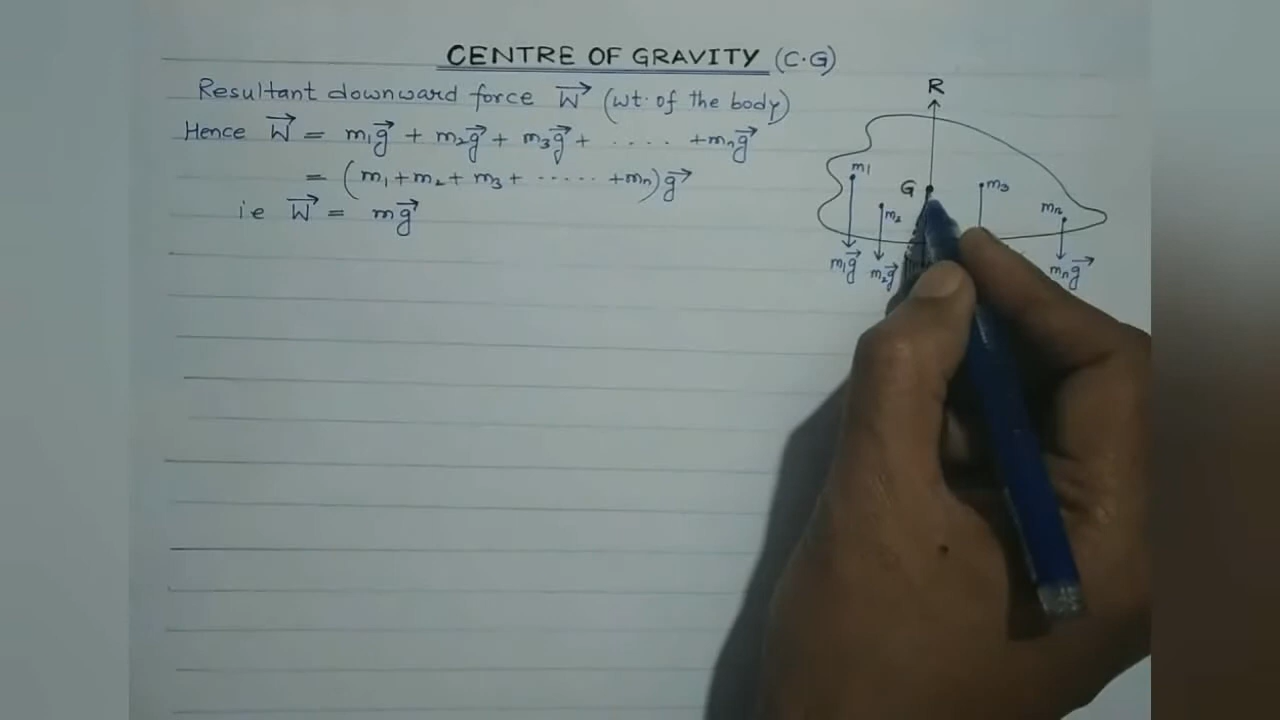 CENTRE OF GRAVITY (C.G)
Resultant downward force W⃗ (wt. of the body)
Hence W⃗ = m₁g⃗ + m₂g⃗ + m₃g⃗ + .... + mₙg⃗
= (m₁ + m₂ + m₃ + ..... + mₙ)g⃗
ie W⃗ = mg⃗
R
m₁
G
m₃
m₂
mₙ
m₁g⃗
m₂g⃗
mₙg⃗